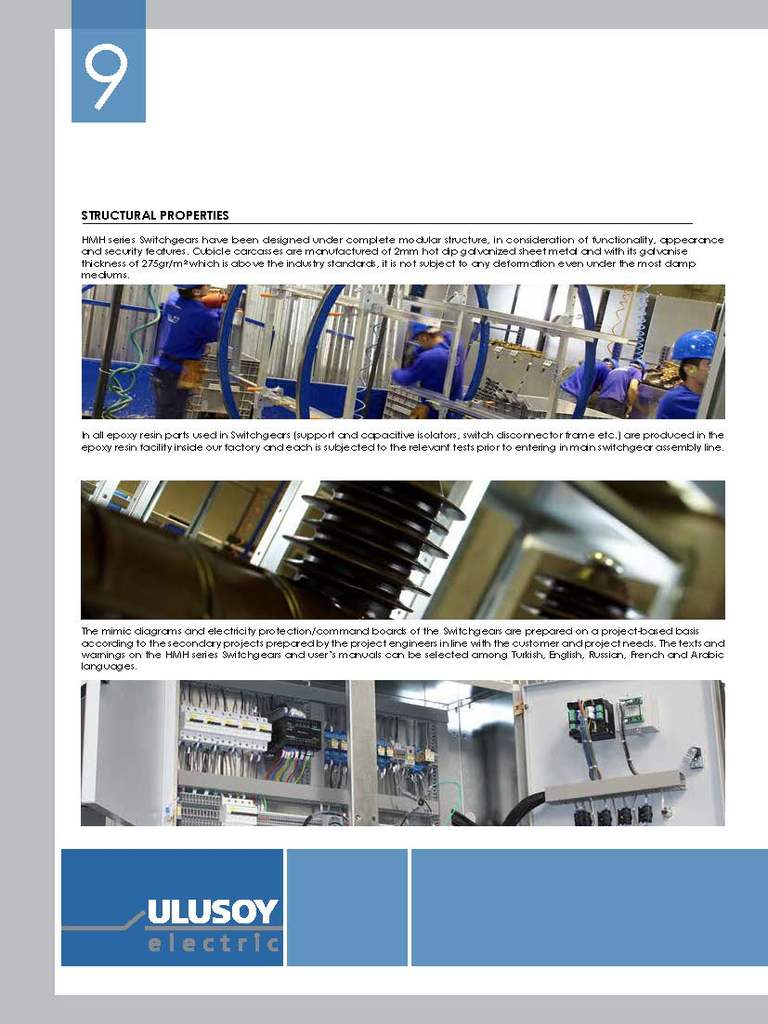 9
STRUCTURAL PROPERTIES
HMH series Switchgears have been designed under complete modular structure, in consideration of functionality, appearance
and security features. Cubicle carcasses are manufactured of 2mm hot dip galvanized sheet metal and with its galvanise
thickness of 275gr/m² which is above the industry standards, it is not subject to any deformation even under the most damp
mediums.
In all epoxy resin parts used in Switchgears (support and capacitive isolators, switch disconnector frame etc.) are produced in the
epoxy resin facility inside our factory and each is subjected to the relevant tests prior to entering in main switchgear assembly line.
The mimic diagrams and electricity protection/command boards of the Switchgears are prepared on a project-based basis
according to the secondary projects prepared by the project engineers in line with the customer and project needs. The texts and
warnings on the HMH series Switchgears and user's manuals can be selected among Turkish, English, Russian, French and Arabic
languages.
ULUSOY
electric